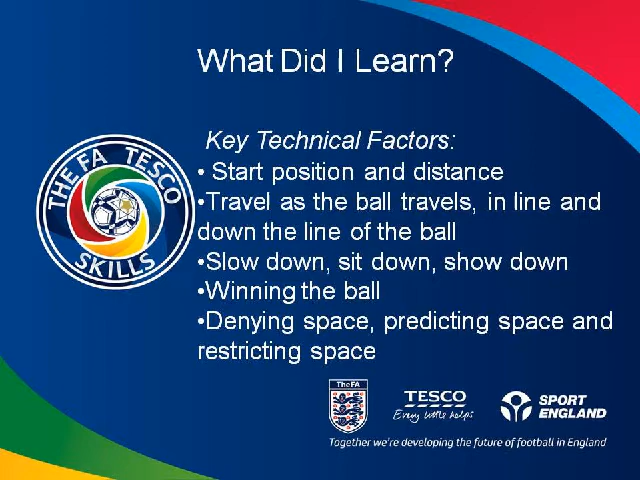 What Did I Learn?
Key Technical Factors:
• Start position and distance
•Travel as the ball travels, in line and
down the line of the ball
•Slow down, sit down, show down
•Winning the ball
•Denying space, predicting space and
restricting space
THE FA TESCO
SKILLS
The FA
TESCO
Every little helps
SPORT
ENGLAND
Together we're developing the future of football in England